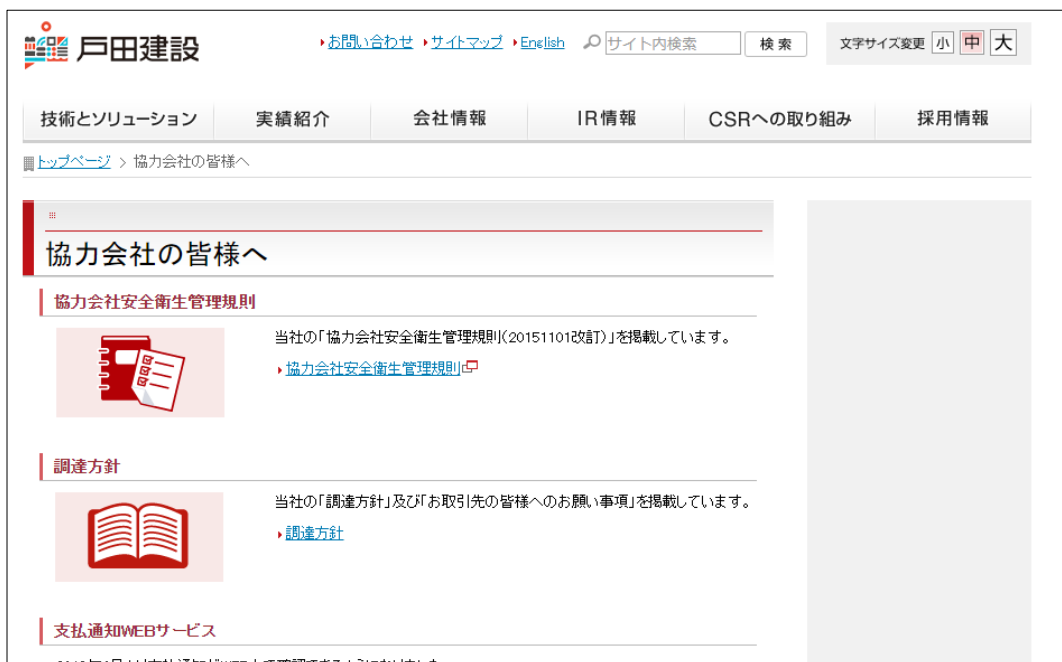 戸田建設
お問い合わせ サイトマップ English サイト内検索 検索 文字サイズ変更 小 中 大
技術とソリューション 実績紹介 会社情報 IR情報 CSRへの取り組み 採用情報
トップページ > 協力会社の皆様へ
協力会社の皆様へ
協力会社安全衛生管理規則
当社の「協力会社安全衛生管理規則(20151101改訂)」を掲載しています。
協力会社安全衛生管理規則
調達方針
当社の「調達方針」及び「お取引先の皆様へのお願い事項」を掲載しています。
調達方針
支払通知WEBサービス